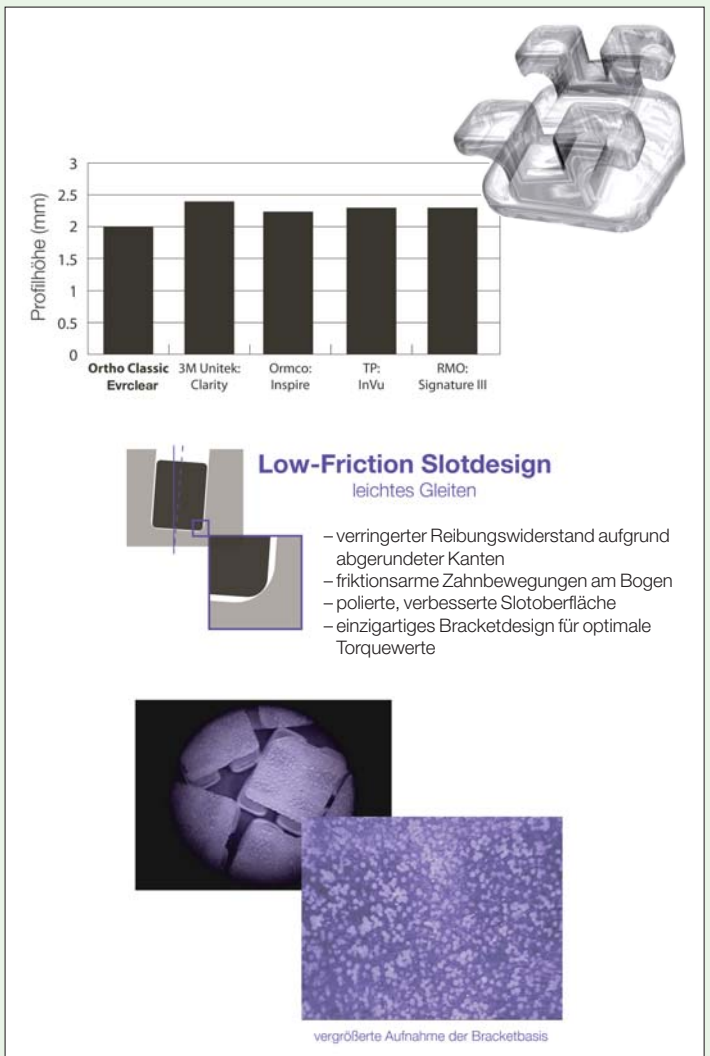 3
2.5
2
1.5
1
0.5
0
Profilhöhe (mm)
Ortho Classic
Evrclear
3M Unitek:
Clarity
Ormco:
Inspire
TP:
InVu
RMO:
Signature III
Low-Friction Slotdesign
leichtes Gleiten
– verringerter Reibungswiderstand aufgrund
abgerundeter Kanten
– friktionsarme Zahnbewegungen am Bogen
– polierte, verbesserte Slotoberfläche
– einzigartiges Bracketdesign für optimale
Torquewerte
vergrößerte Aufnahme der Bracketbasis